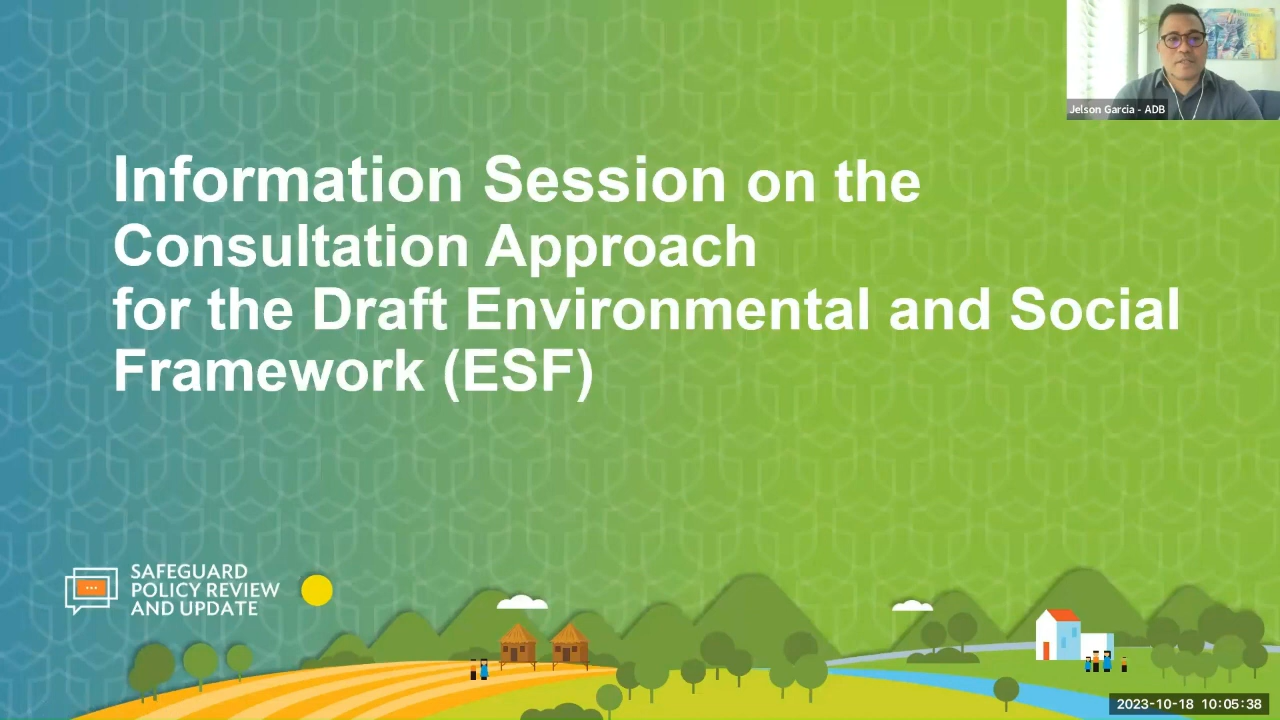 Jelson Garcia - ADB
Information Session on the
Consultation Approach
for the Draft Environmental and Social
Framework (ESF)
SAFEGUARD
POLICY REVIEW
AND UPDATE
2023-10-18 10:05:38